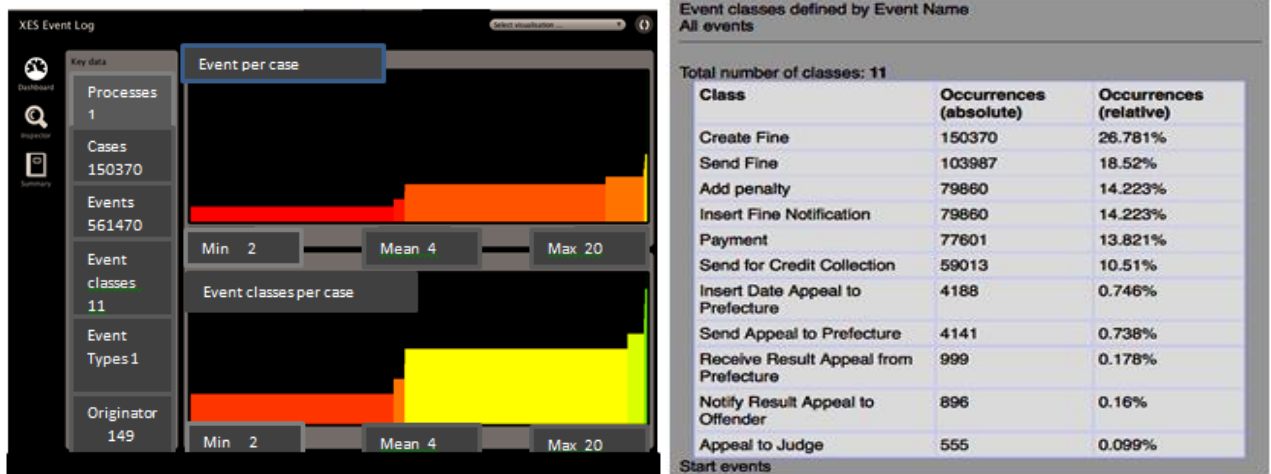 XES Event Log
Select visualisation ...
Dashboard
Inspector
Summary
Key data
Processes
1
Cases
150370
Events
561470
Event
classes
11
Event
Types 1
Originator
149
Event per case
Min 2
Mean 4
Max 20
Event classes per case
Min 2
Mean 4
Max 20
Event classes defined by Event Name
All events
Total number of classes: 11
Class Occurrences (absolute) Occurrences (relative)
Create Fine 150370 26.781%
Send Fine 103987 18.52%
Add penalty 79860 14.223%
Insert Fine Notification 79860 14.223%
Payment 77601 13.821%
Send for Credit Collection 59013 10.51%
Insert Date Appeal to 4188 0.746%
Prefecture
Send Appeal to Prefecture 4141 0.738%
Receive Result Appeal from 999 0.178%
Prefecture
Notify Result Appeal to 896 0.16%
Offender
Appeal to Judge 555 0.099%
Start events